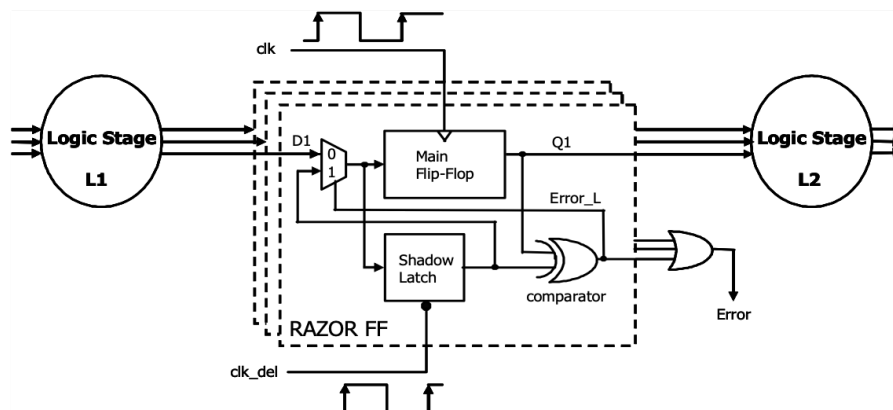 clk
Logic Stage
L1
D1
0
1
Main
Flip-Flop
Q1
Logic Stage
L2
Error_L
Shadow
Latch
comparator
Error
RAZOR FF
clk_del